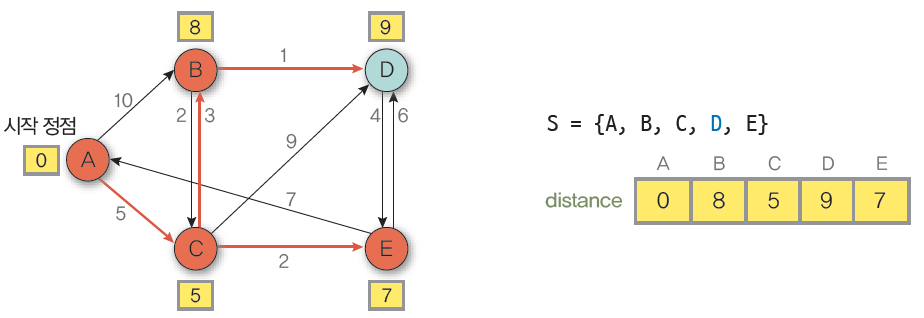 8
9
B
1
D
10
2
3
9
4
6
시작 정점
0
A
5
7
C
2
E
5
7
S = {A, B, C, D, E}
A B C D E
distance 0 8 5 9 7